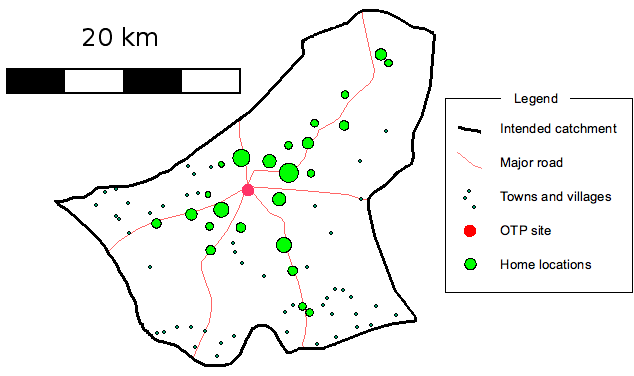 20 km
Legend
Intended catchment
Major road
Towns and villages
OTP site
Home locations